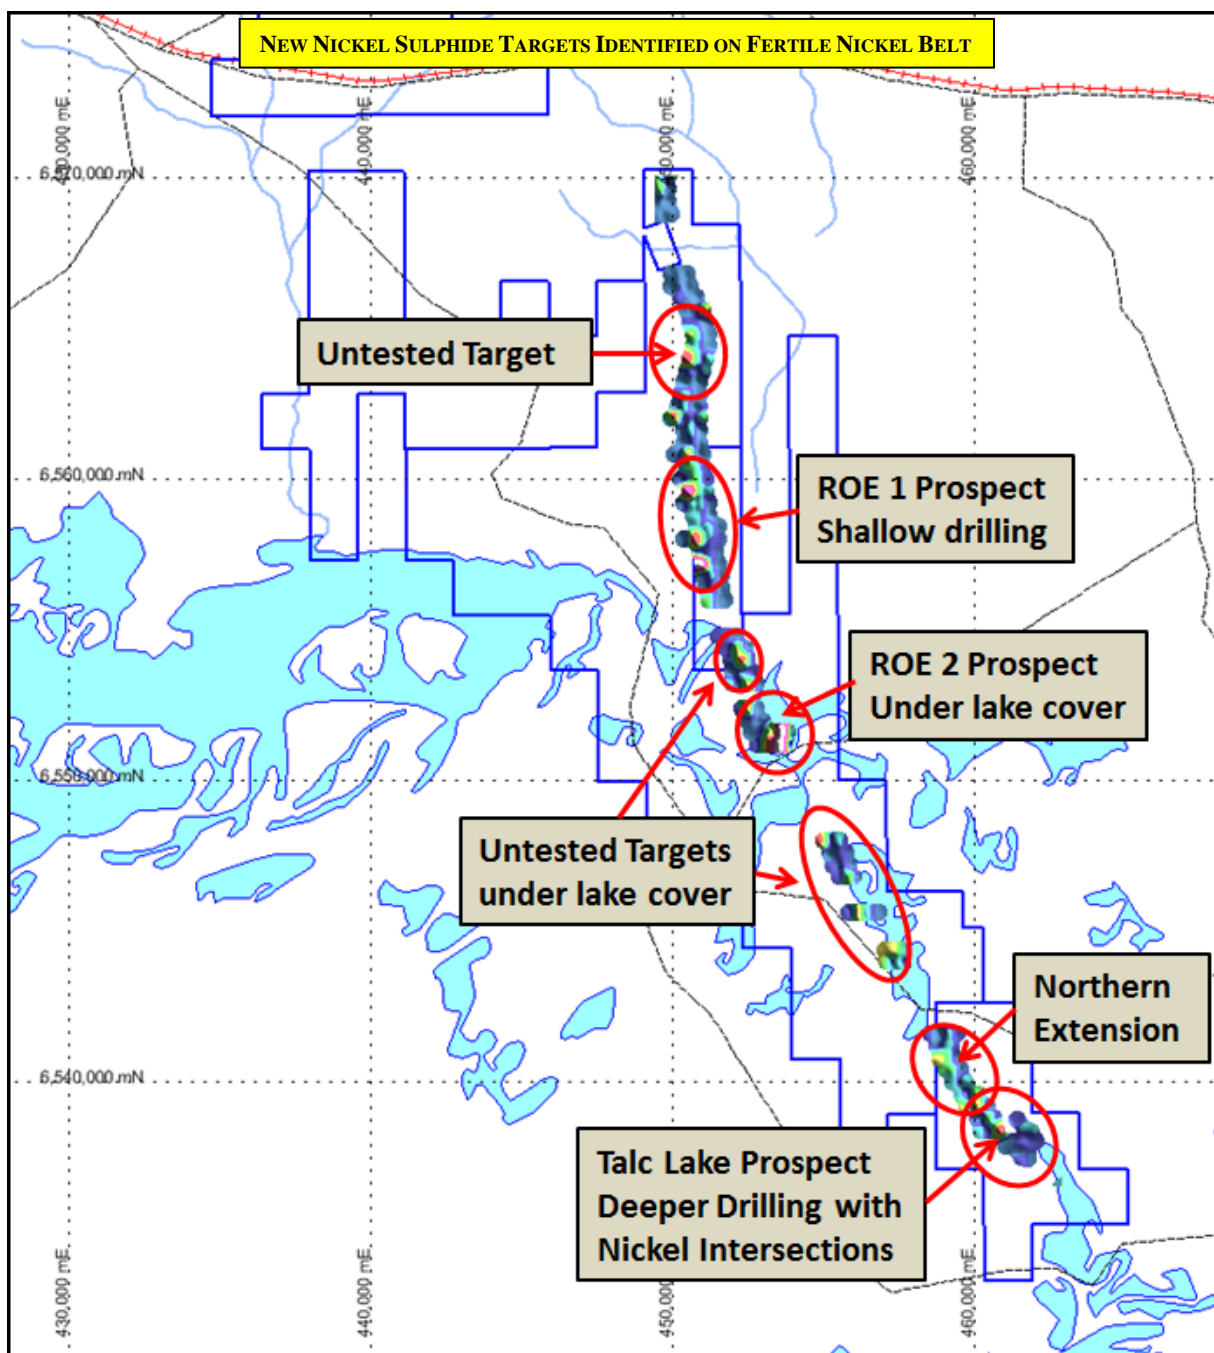 NEW NICKEL SULPHIDE TARGETS IDENTIFIED ON FERTILE NICKEL BELT
430,000 mE
440,000 mE
450,000 mE
460,000 mE
6,570,000 mN
Untested Target
6,560,000 mN
ROE 1 Prospect
Shallow drilling
ROE 2 Prospect
Under lake cover
6,550,000 mN
Untested Targets
under lake cover
Northern
Extension
6,540,000 mN
Talc Lake Prospect
Deeper Drilling with
Nickel Intersections
430,000 mE
440,000 mE
450,000 mE
460,000 mE